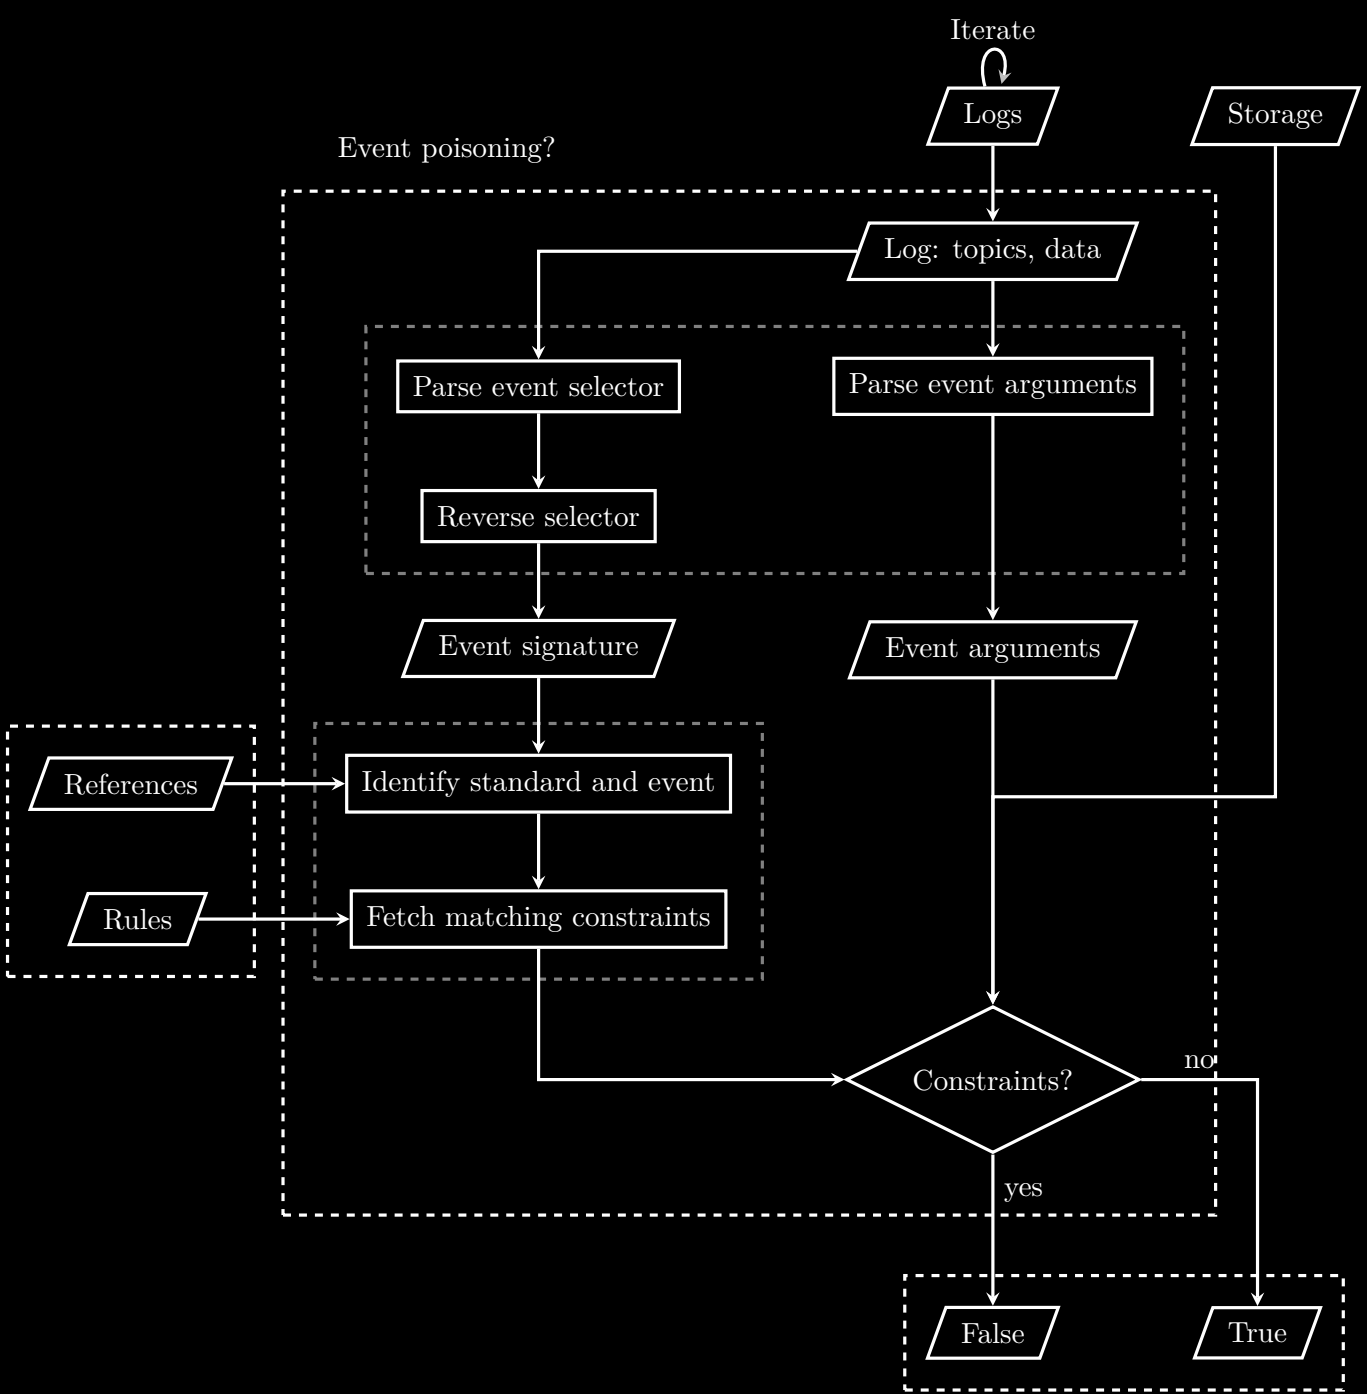 Iterate
Logs
Storage
Event poisoning?
Log: topics, data
Parse event selector
Parse event arguments
Reverse selector
Event signature
Event arguments
References
Identify standard and event
Rules
Fetch matching constraints
Constraints?
no
yes
False
True